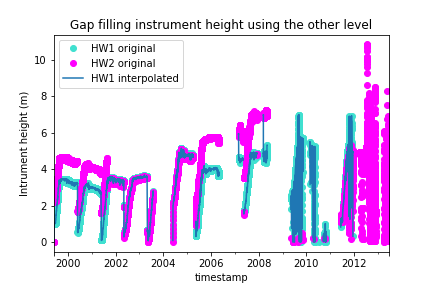 Gap filling instrument height using the other level
HW1 original
HW2 original
HW1 interpolated
Intrument height (m)
10
8
6
4
2
0
2000 2002 2004 2006 2008 2010 2012
timestamp